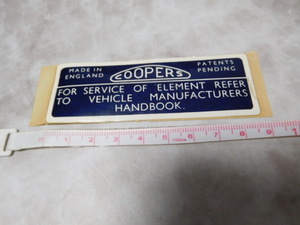 MADE IN
ENGLAND
COOPERS
PATENTS
PENDING
FOR SERVICE OF ELEMENT REFER
TO VEHICLE MANUFACTURERS
HANDBOOK.